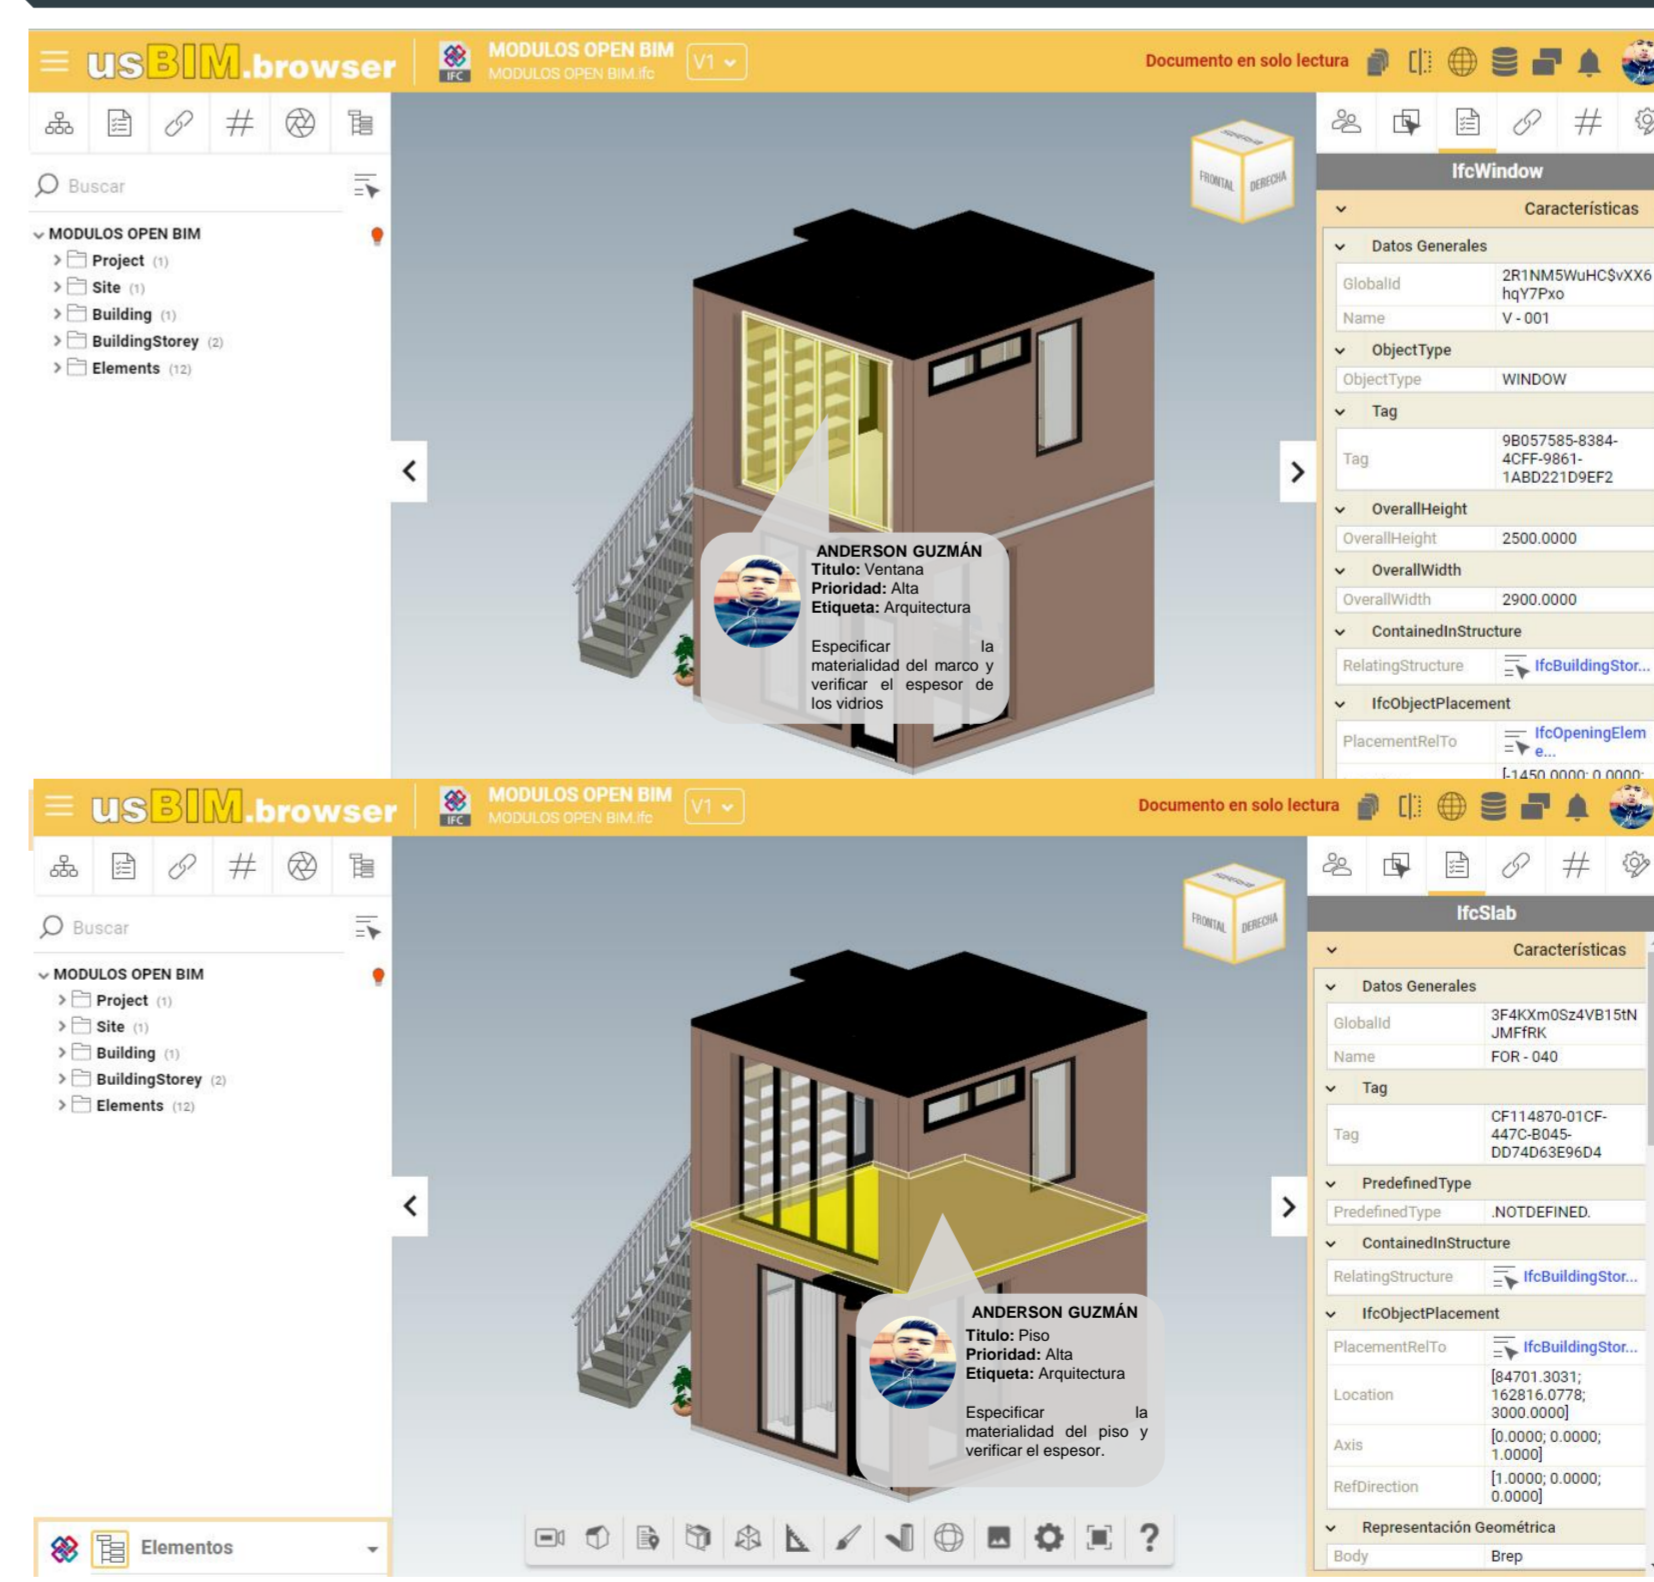 usBIM.browser
IFC
MODULOS OPEN BIM
MODULOS OPEN BIM.ifc
V1
Documento en solo lectura
Buscar
MODULOS OPEN BIM
Project (1)
Site (1)
Building (1)
BuildingStorey (2)
Elements (12)
SUPERIOR
FRONTAL
DERECHA
ANDERSON GUZMÁN
Titulo: Ventana
Prioridad: Alta
Etiqueta: Arquitectura
Especificar la
materialidad del marco y
verificar el espesor de
los vidrios
IfcWindow
Características
Datos Generales
GlobalId 2R1NM5WuHC$vXX6
hqY7Pxo
Name V - 001
ObjectType
ObjectType WINDOW
Tag
Tag 9B057585-8384-
4CFF-9861-
1ABD221D9EF2
OverallHeight
OverallHeight 2500.0000
OverallWidth
OverallWidth 2900.0000
ContainedInStructure
RelatingStructure IfcBuildingStor...
IfcObjectPlacement
PlacementRelTo IfcOpeningElem
e...
[-1450.0000; 0.0000;
usBIM.browser
IFC
MODULOS OPEN BIM
MODULOS OPEN BIM.ifc
V1
Documento en solo lectura
Buscar
MODULOS OPEN BIM
Project (1)
Site (1)
Building (1)
BuildingStorey (2)
Elements (12)
SUPERIOR
FRONTAL
DERECHA
ANDERSON GUZMÁN
Titulo: Piso
Prioridad: Alta
Etiqueta: Arquitectura
Especificar la
materialidad del piso y
verificar el espesor.
IfcSlab
Características
Datos Generales
GlobalId 3F4KXm0Sz4VB15tN
JMFfRK
Name FOR - 040
Tag
Tag CF114870-01CF-
447C-B045-
DD74D63E96D4
PredefinedType
PredefinedType .NOTDEFINED.
ContainedInStructure
RelatingStructure IfcBuildingStor...
IfcObjectPlacement
PlacementRelTo IfcBuildingStor...
Location [84701.3031;
162816.0778;
3000.0000]
Axis [0.0000; 0.0000;
1.0000]
RefDirection [1.0000; 0.0000;
0.0000]
Representación Geométrica
Body Brep
Elementos